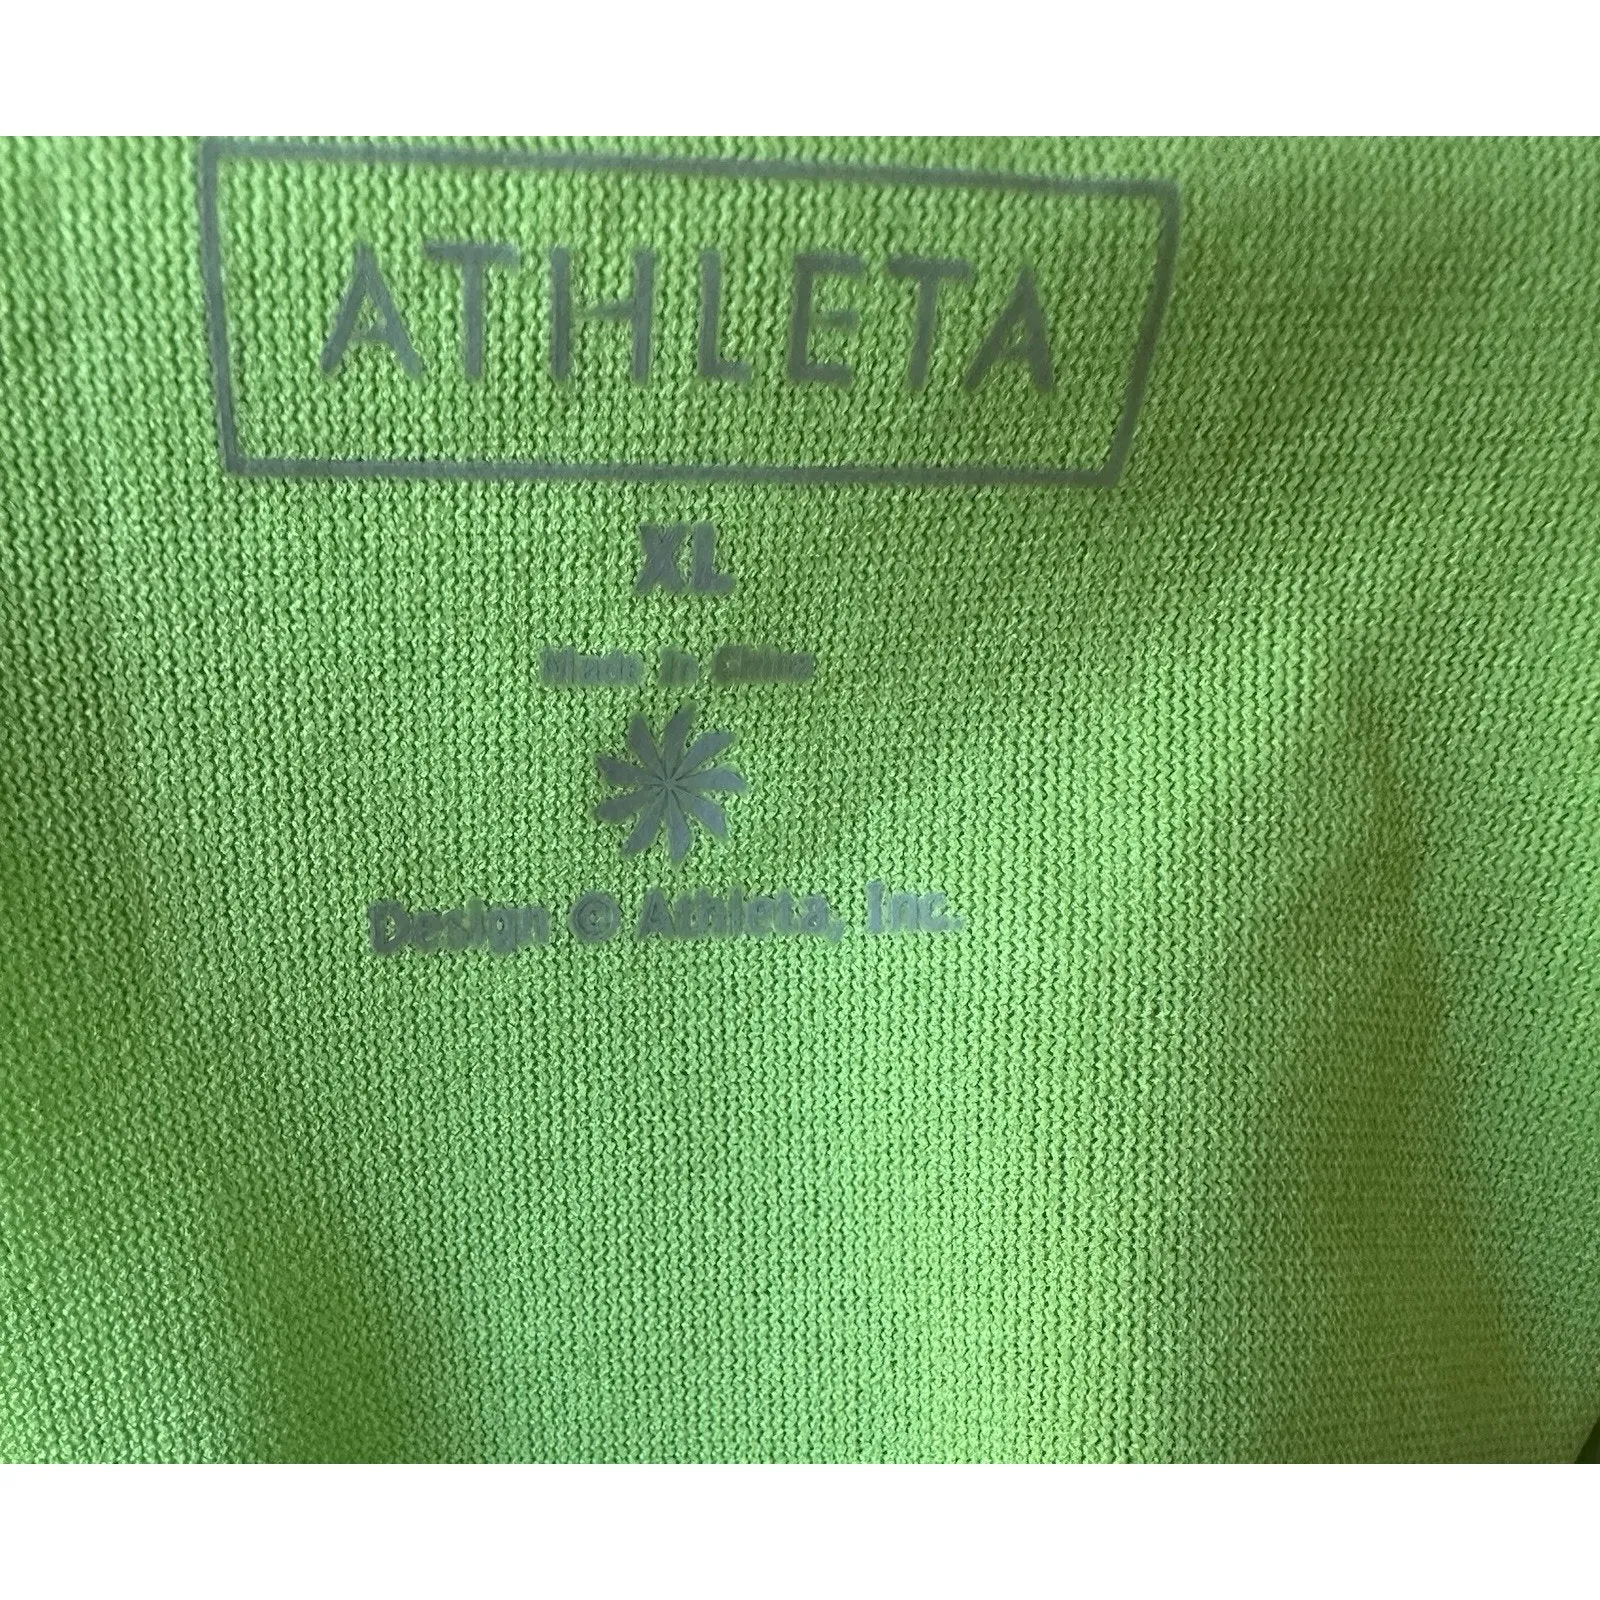 ATHLETA
XL
Made in China
Design © Athleta, Inc.